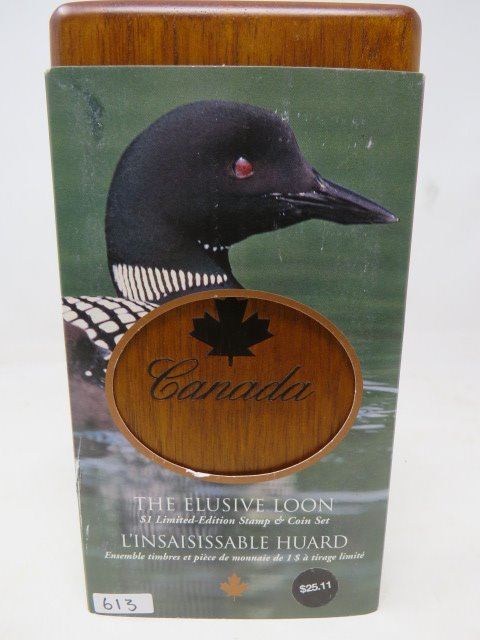 Canada
THE ELUSIVE LOON
$1 Limited-Edition Stamp & Coin Set
L'INSAISISSABLE HUARD
Ensemble timbres et pièce de monnaie de 1 $ à tirage limité
$25.11
613